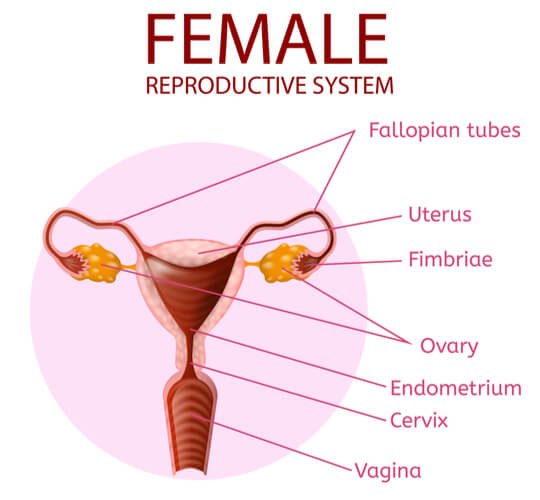 FEMALE
REPRODUCTIVE SYSTEM
Fallopian tubes
Uterus
Fimbriae
Ovary
Endometrium
Cervix
Vagina